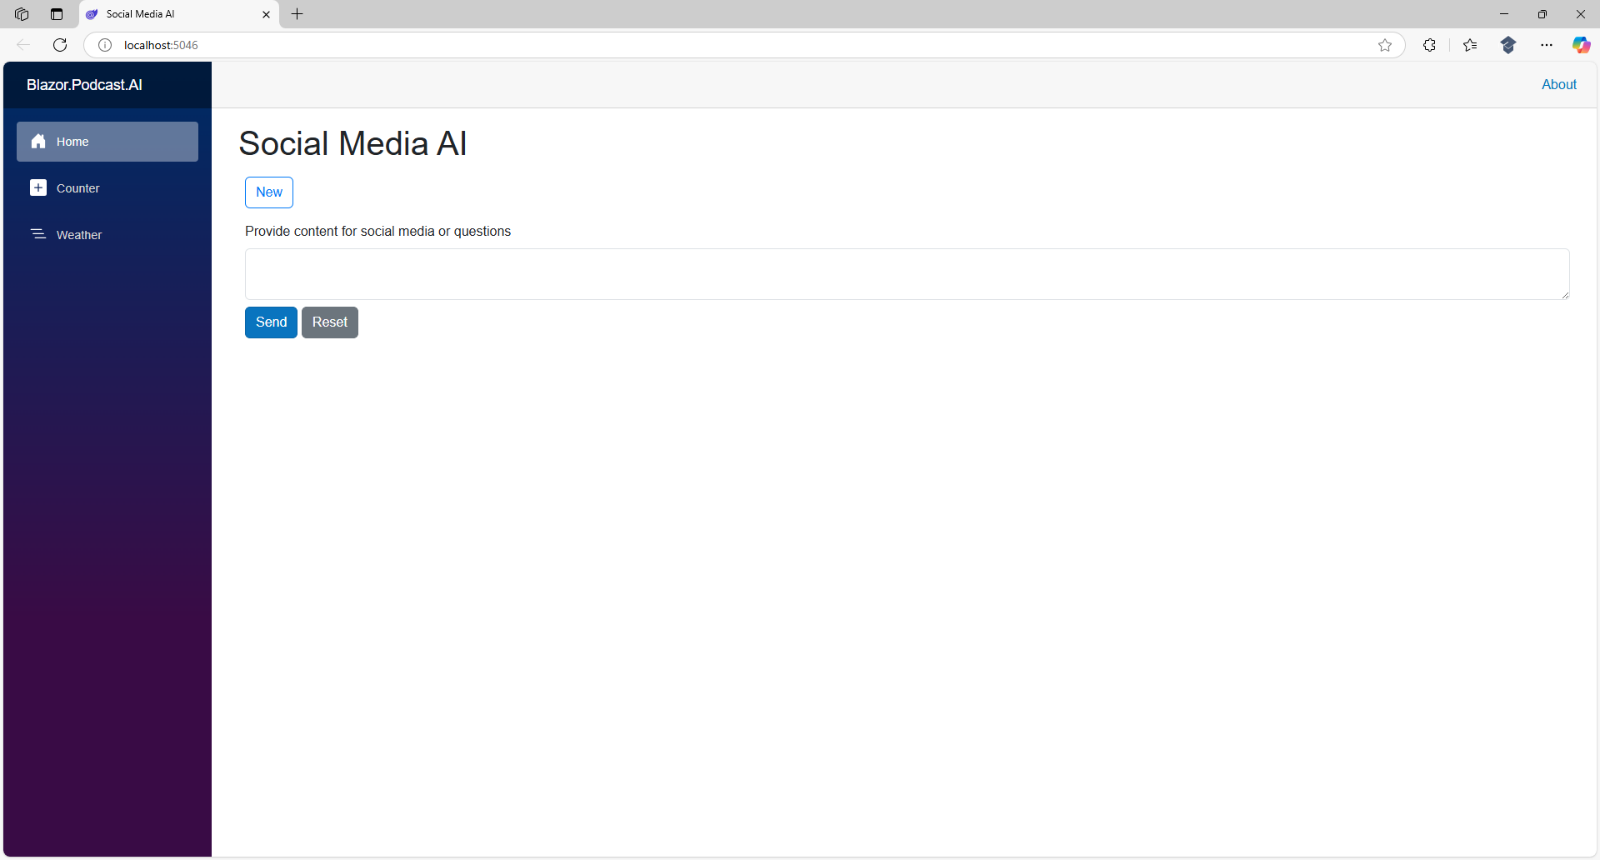 Social Media AI
localhost:5046
Blazor.Podcast.AI
About
Home
Counter
Weather
Social Media AI
New
Provide content for social media or questions
Send Reset